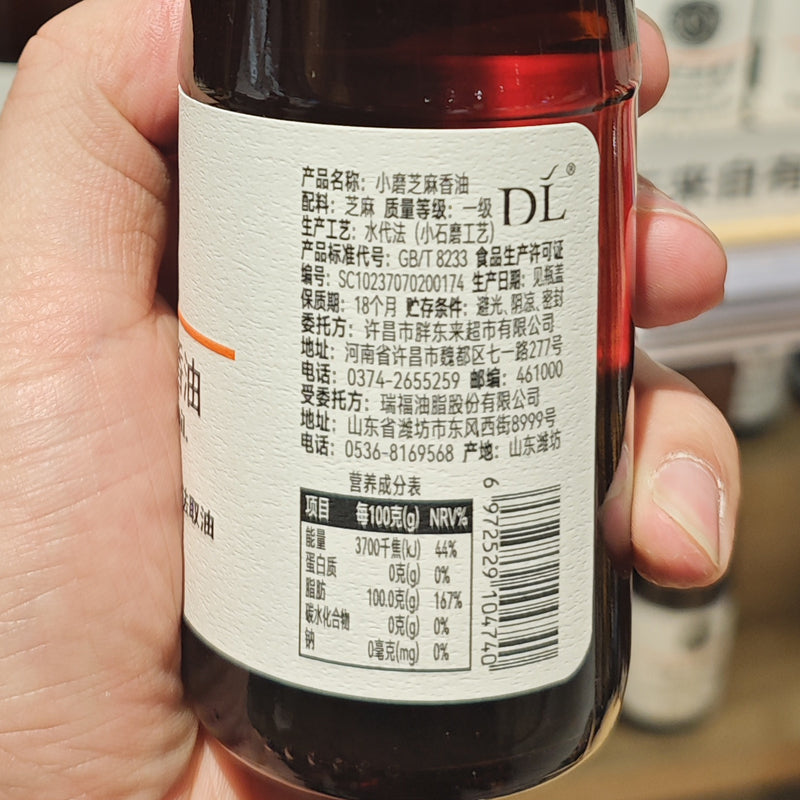 产品名称：小磨芝麻香油
配料：芝麻 质量等级：一级
生产工艺：水代法（小石磨工艺）
产品标准代号：GB/T 8233 食品生产许可证
编号：SC10237070200174 生产日期：见瓶盖
保质期：18个月 贮存条件：避光、阴凉、密封
委托方：许昌市胖东来超市有限公司
地址：河南省许昌市魏都区七一路277号
电话：0374-2655259 邮编：461000
受委托方：瑞福油脂股份有限公司
地址：山东省潍坊市东风西街8999号
电话：0536-8169568 产地：山东潍坊
DL®
营养成分表
项目 每100克(g) NRV%
能量 3700千焦(kJ) 44%
蛋白质 0克(g) 0%
脂肪 100.0克(g) 167%
碳水化合物 0克(g) 0%
钠 0毫克(mg) 0%
6 972529 104740
香油
取油
来自